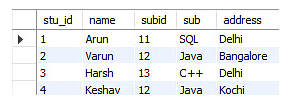 stu_id name subid sub address
1 Arun 11 SQL Delhi
2 Varun 12 Java Bangalore
3 Harsh 13 C++ Delhi
4 Keshav 12 Java Kochi